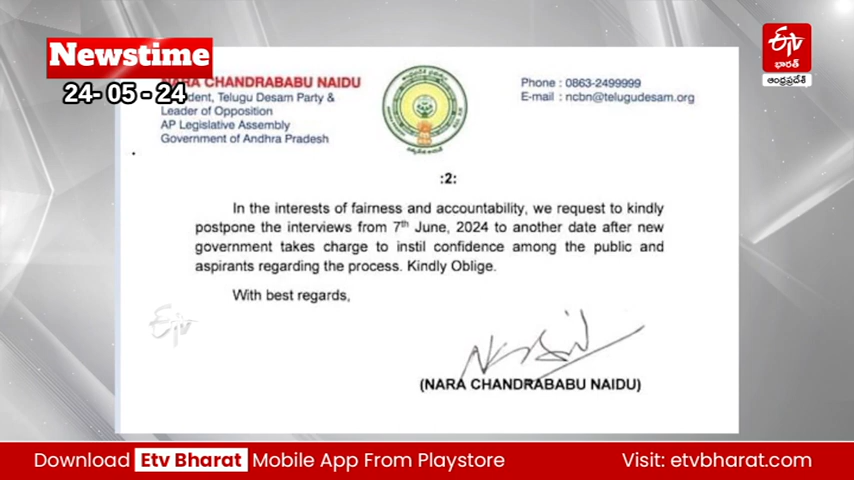 Newstime
24- 05 - 24
ETV
భారత్
ఆంధ్రప్రదేశ్
NARA CHANDRABABU NAIDU
dent, Telugu Desam Party &
Leader of Opposition
AP Legislative Assembly
Government of Andhra Pradesh
Phone : 0863-2499999
E-mail : ncbn@telugudesam.org
:2:
In the interests of fairness and accountability, we request to kindly
postpone the interviews from 7th June, 2024 to another date after new
government takes charge to instil confidence among the public and
aspirants regarding the process. Kindly Oblige.
With best regards,
ETV
(NARA CHANDRABABU NAIDU)
Download Etv Bharat Mobile App From Playstore
Visit: etvbharat.com